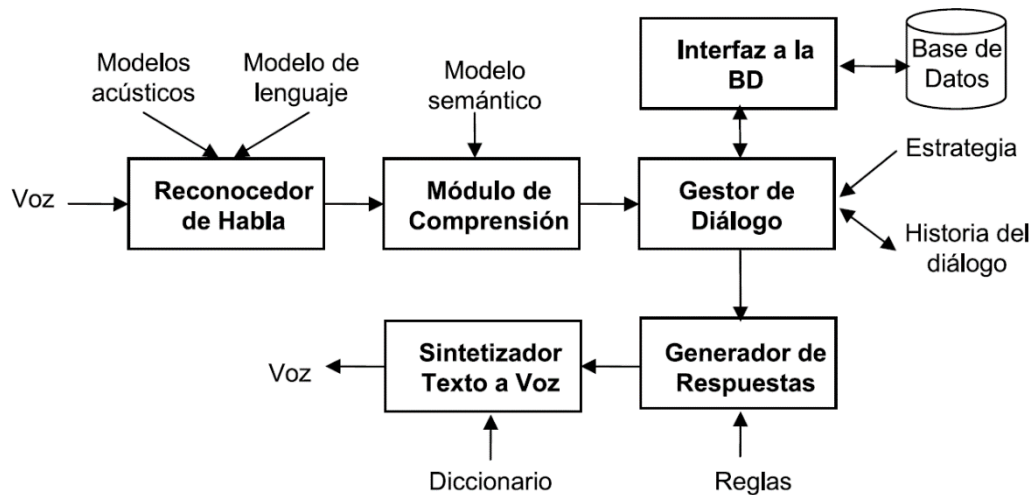 Modelos
acústicos
Modelo de
lenguaje
Modelo
semántico
Interfaz a la
BD
Base de
Datos
Voz
Reconocedor
de Habla
Módulo de
Comprensión
Gestor de
Diálogo
Estrategia
Historia del
diálogo
Voz
Sintetizador
Texto a Voz
Generador de
Respuestas
Diccionario
Reglas